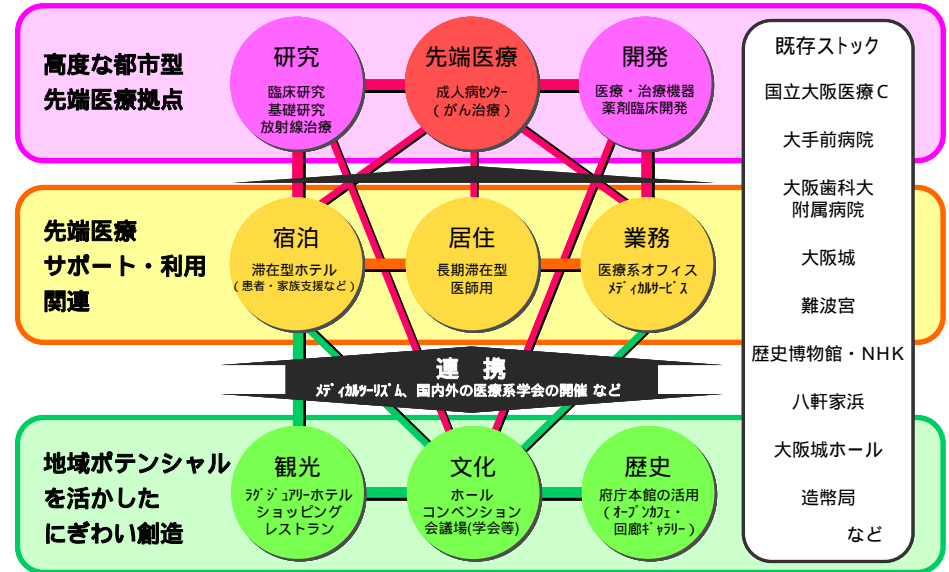 高度な都市型
先端医療拠点
研究
臨床研究
基礎研究
放射線治療
先端医療
成人病ｾﾝﾀｰ
（がん治療）
開発
医療・治療機器
薬剤臨床開発
先端医療
サポート・利用
関連
宿泊
滞在型ホテル
（患者・家族支援など）
居住
長期滞在型
医師用
業務
医療系オフィス
ﾒﾃﾞｨｶﾙｻｰﾋﾞｽ
連 携
ﾒﾃﾞｨｶﾙﾂｰﾘｽﾞﾑ、国内外の医療系学会の開催 など
地域ポテンシャル
を活かした
にぎわい創造
観光
ﾗｸﾞｼﾞｭｱﾘｰホテル
ショッピング
レストラン
文化
ホール
コンベンション
会議場(学会等)
歴史
府庁本館の活用
（ｵｰﾌﾟﾝｶﾌｪ・
回廊ｷﾞｬﾗﾘｰ）
既存ストック
国立大阪医療Ｃ
大手前病院
大阪歯科大
附属病院
大阪城
難波宮
歴史博物館・NHK
八軒家浜
大阪城ホール
造幣局
など